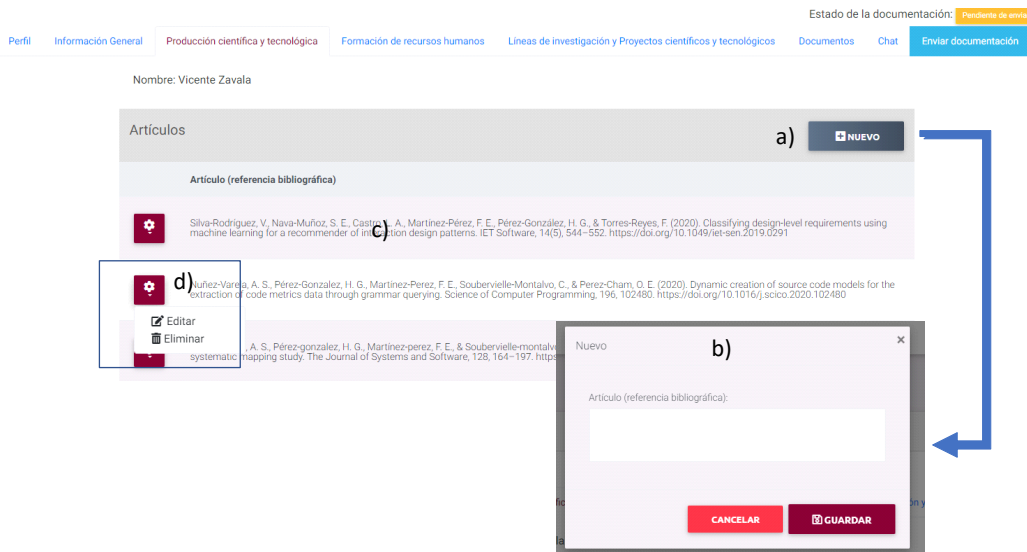 Estado de la documentación: Pendiente de envia
Perfil Información General Producción científica y tecnológica Formación de recursos humanos Líneas de investigación y Proyectos científicos y tecnológicos Documentos Chat Enviar documentación
Nombre: Vicente Zavala
Artículos a) NUEVO
Artículo (referencia bibliográfica)
Silva-Rodríguez, V., Nava-Muñoz, S. E., Castro, L. A., Martínez-Pérez, F. E., Pérez-González, H. G., & Torres-Reyes, F. (2020). Classifying design-level requirements using
machine learning for a recommender of interaction design patterns. IET Software, 14(5), 544–552. https://doi.org/10.1049/iet-sen.2019.0291
c)
d)
Nuñez-Varela, A. S., Pérez-Gonzalez, H. G., Martínez-Perez, F. E., Soubervielle-Montalvo, C., & Perez-Cham, O. E. (2020). Dynamic creation of source code models for the
extraction of code metrics data through grammar querying. Science of Computer Programming, 196, 102480. https://doi.org/10.1016/j.scico.2020.102480
Editar
Eliminar
, A. S., Pérez-gonzalez, H. G., Martínez-perez, F. E., & Soubervielle-montalvo
systematic mapping study. The Journal of Systems and Software, 128, 164–197. https
Nuevo b) ×
Artículo (referencia bibliográfica):
CANCELAR GUARDAR